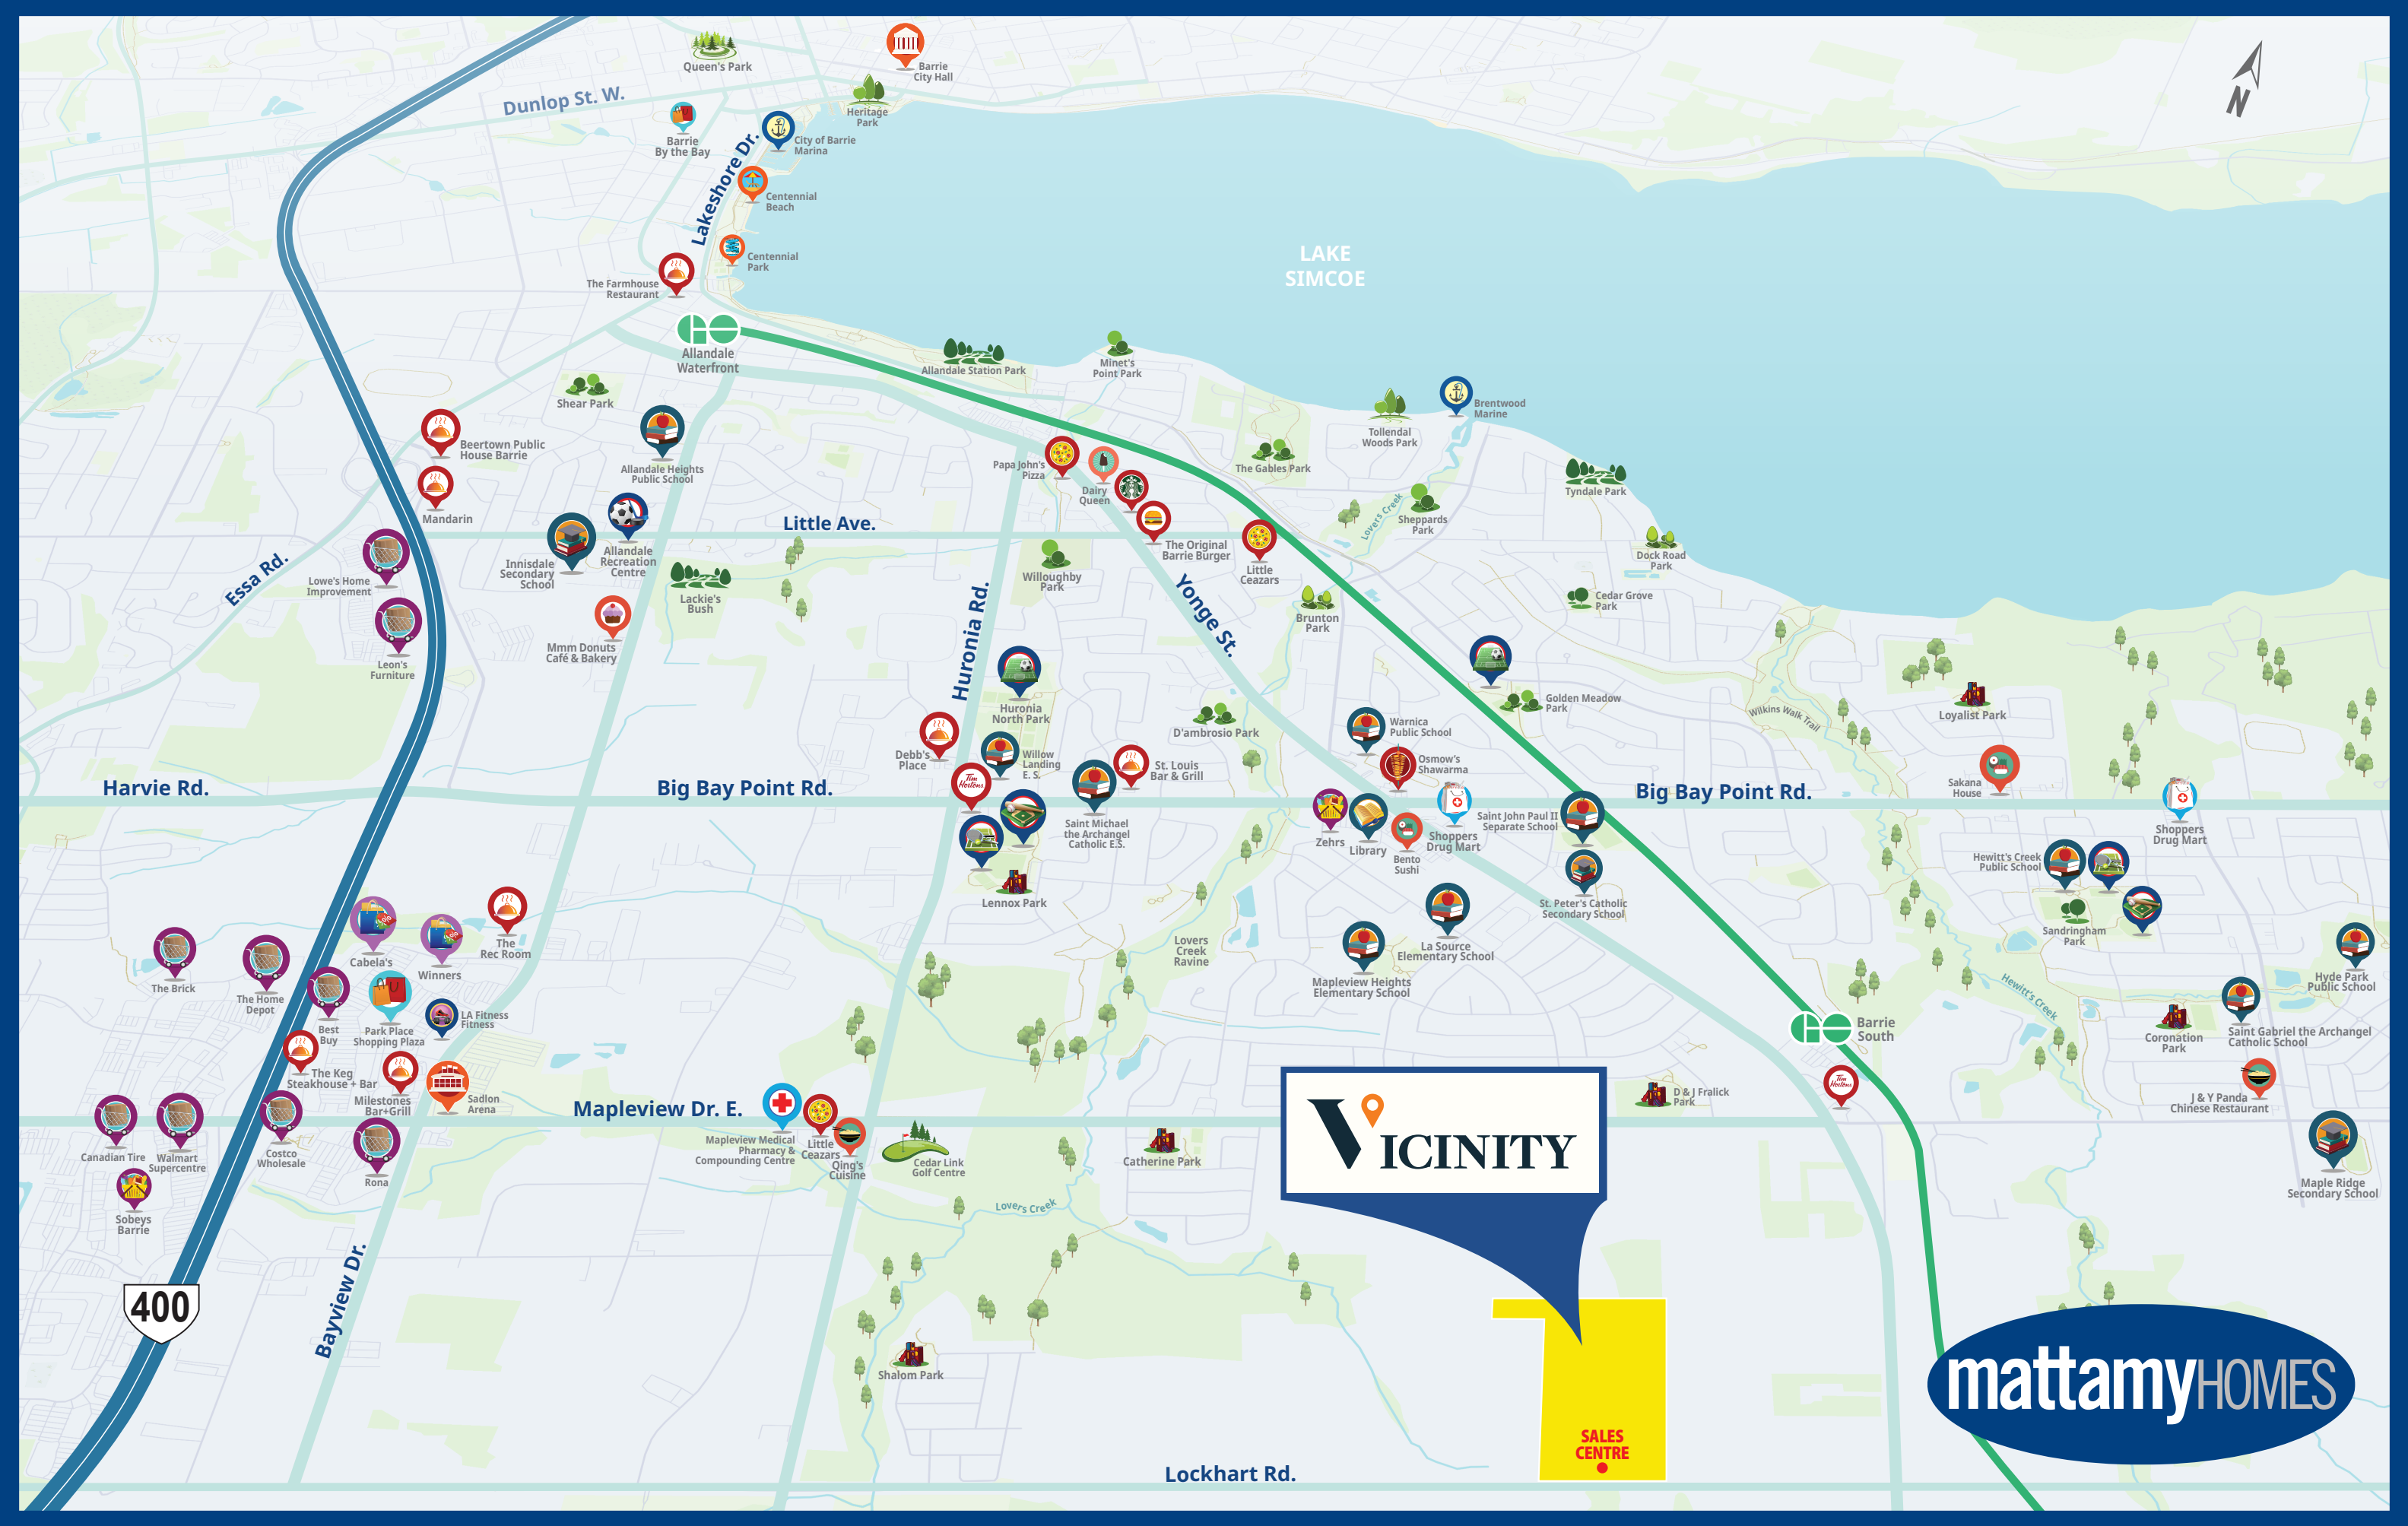 Queen's Park
Barrie
City Hall
N
Dunlop St. W.
Heritage
Park
Barrie
By the Bay
City of Barrie
Marina
Lakeshore Dr.
Centennial
Beach
LAKE
SIMCOE
Centennial
Park
The Farmhouse
Restaurant
Allandale
Waterfront
Allandale Station Park
Minet's
Point Park
Shear Park
Brentwood
Marine
Tollendal
Woods Park
Beertown Public
House Barrie
Allandale Heights
Public School
Papa John's
Pizza
Dairy
Queen
The Gables Park
Tyndale Park
Mandarin
Little Ave.
Lovers Creek
Sheppards
Park
The Original
Barrie Burger
Little
Ceazars
Dock Road
Park
Innisdale
Secondary
School
Allandale
Recreation
Centre
Essa Rd.
Lowe's Home
Improvement
Lackie's
Bush
Willoughby
Park
Cedar Grove
Park
Yonge St.
Brunton
Park
Huronia Rd.
Mmm Donuts
Café & Bakery
Leon's
Furniture
Huronia
North Park
Golden Meadow
Park
Wilkins Walk Trail
Loyalist Park
D'ambrosio Park
Warnica
Public School
Debb's
Place
Willow
Landing
E. S.
St. Louis
Bar & Grill
Osmow's
Shawarma
Tim
Hortons
Sakana
House
Harvie Rd.
Big Bay Point Rd.
Big Bay Point Rd.
Saint Michael
the Archangel
Catholic E.S.
Zehrs
Library
Bento
Sushi
Shoppers
Drug Mart
Saint John Paul II
Separate School
Shoppers
Drug Mart
Hewitt's Creek
Public School
Lennox Park
St. Peter's Catholic
Secondary School
Sandringham
Park
The
Rec Room
Cabela's
Winners
The Brick
The Home
Depot
Lovers
Creek
Ravine
La Source
Elementary School
Mapleview Heights
Elementary School
Hyde Park
Public School
Hewitt's Creek
Best
Buy
Park Place
Shopping Plaza
LA Fitness
Fitness
Barrie
South
Coronation
Park
Saint Gabriel the Archangel
Catholic School
The Keg
Steakhouse + Bar
Milestones
Bar+Grill
Sadlon
Arena
Tim
Hortons
D & J Fralick
Park
J & Y Panda
Chinese Restaurant
Mapleview Dr. E.
VICINITY
Canadian Tire
Walmart
Supercentre
Costco
Wholesale
Rona
Mapleview Medical
Pharmacy &
Compounding Centre
Little
Ceazars
Qing's
Cuisine
Cedar Link
Golf Centre
Catherine Park
Maple Ridge
Secondary School
Sobeys
Barrie
Lovers Creek
400
Bayview Dr.
Shalom Park
mattamyHOMES
SALES
CENTRE
Lockhart Rd.